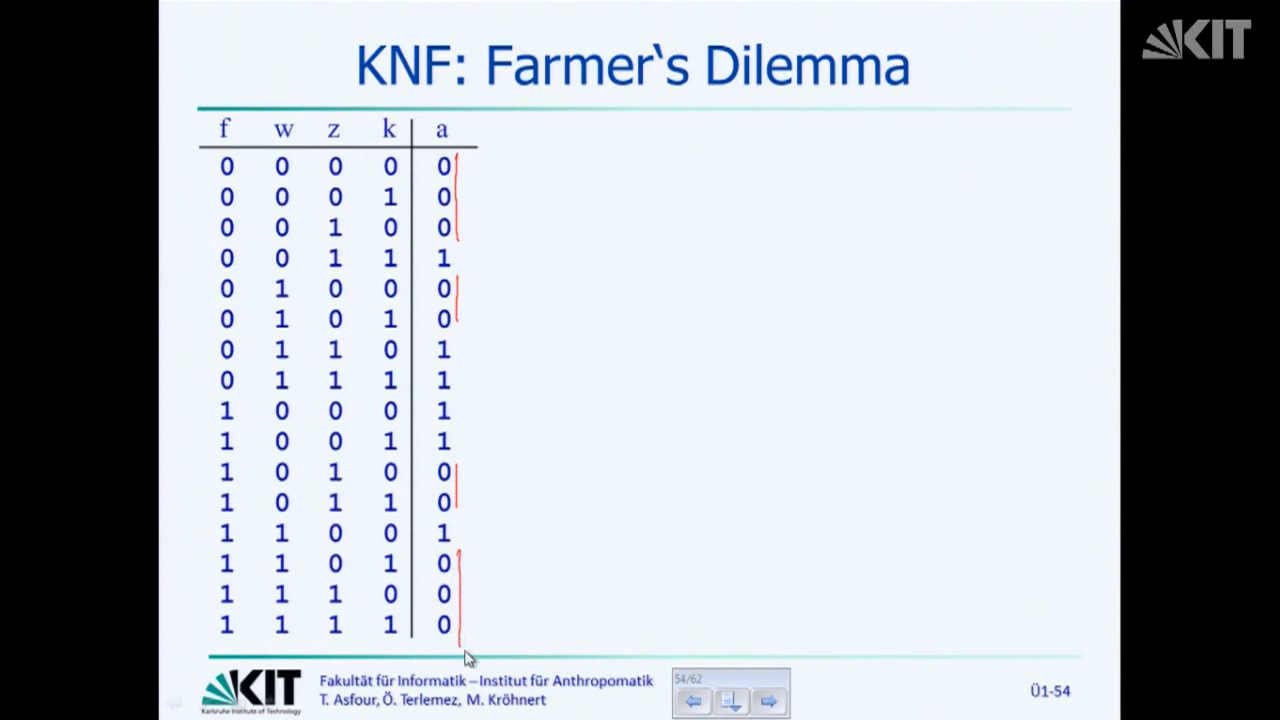 KIT
KNF: Farmer‘s Dilemma
f w z k a
0 0 0 0 0
0 0 0 1 0
0 0 1 0 0
0 0 1 1 1
0 1 0 0 0
0 1 0 1 0
0 1 1 0 1
0 1 1 1 1
1 0 0 0 1
1 0 0 1 1
1 0 1 0 0
1 0 1 1 0
1 1 0 0 1
1 1 0 1 0
1 1 1 0 0
1 1 1 1 0
KIT
Karlsruhe Institute of Technology
Fakultät für Informatik – Institut für Anthropomatik
T. Asfour, Ö. Terlemez, M. Kröhnert
54/62
Ü1-54